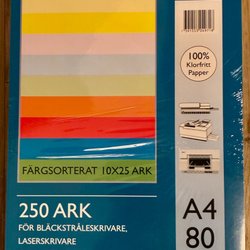 100%
Klorfritt
Papper
FÄRGSORTERAT 10X25 ARK
250 ARK
FÖR BLÄCKSTRÅLESKRIVARE,
LASERSKRIVARE
A4
80